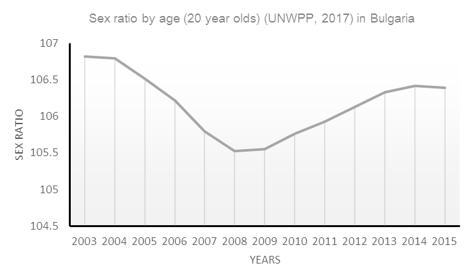 Sex ratio by age (20 year olds) (UNWPP, 2017) in Bulgaria
107
106.5
106
105.5
105
104.5
SEX RATIO
2003 2004 2005 2006 2007 2008 2009 2010 2011 2012 2013 2014 2015
YEARS